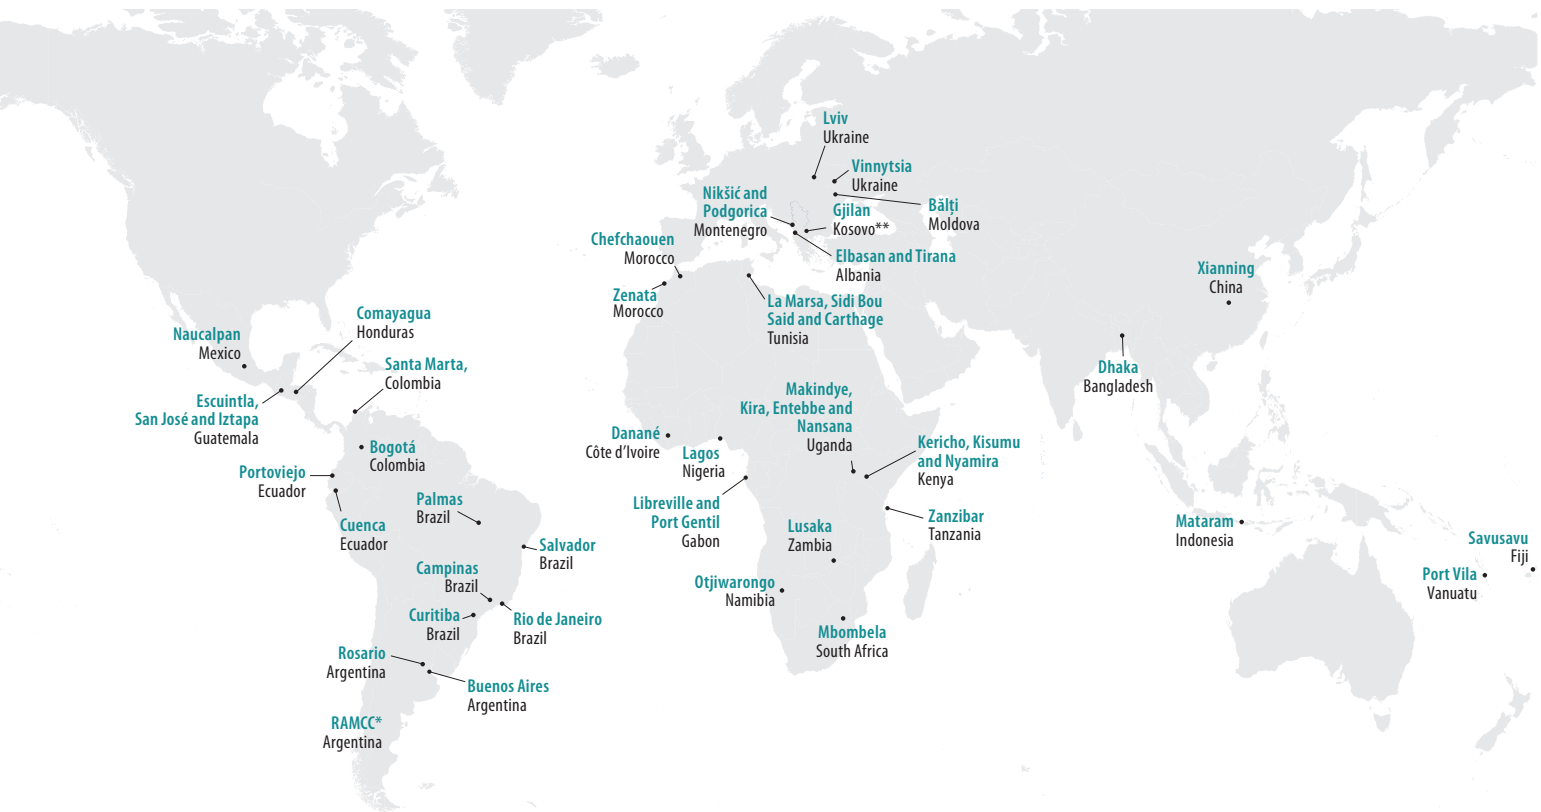 Lviv
Ukraine
Vinnytsia
Ukraine
Nikšić and
Podgorica
Montenegro
Gjilan
Kosovo**
Bălți
Moldova
Chefchaouen
Morocco
Elbasan and Tirana
Albania
Zenata
Morocco
La Marsa, Sidi Bou
Said and Carthage
Tunisia
Xianning
China
Comayagua
Honduras
Naucalpan
Mexico
Santa Marta,
Colombia
Dhaka
Bangladesh
Escuintla,
San José and Iztapa
Guatemala
Makindye,
Kira, Entebbe and
Nansana
Uganda
Bogotá
Colombia
Danané
Côte d’Ivoire
Lagos
Nigeria
Kericho, Kisumu
and Nyamira
Kenya
Portoviejo
Ecuador
Palmas
Brazil
Libreville and
Port Gentil
Gabon
Cuenca
Ecuador
Lusaka
Zambia
Zanzibar
Tanzania
Mataram
Indonesia
Salvador
Brazil
Savusavu
Fiji
Campinas
Brazil
Otjiwarongo
Namibia
Port Vila
Vanuatu
Curitiba
Brazil
Rio de Janeiro
Brazil
Mbombela
South Africa
Rosario
Argentina
Buenos Aires
Argentina
RAMCC*
Argentina